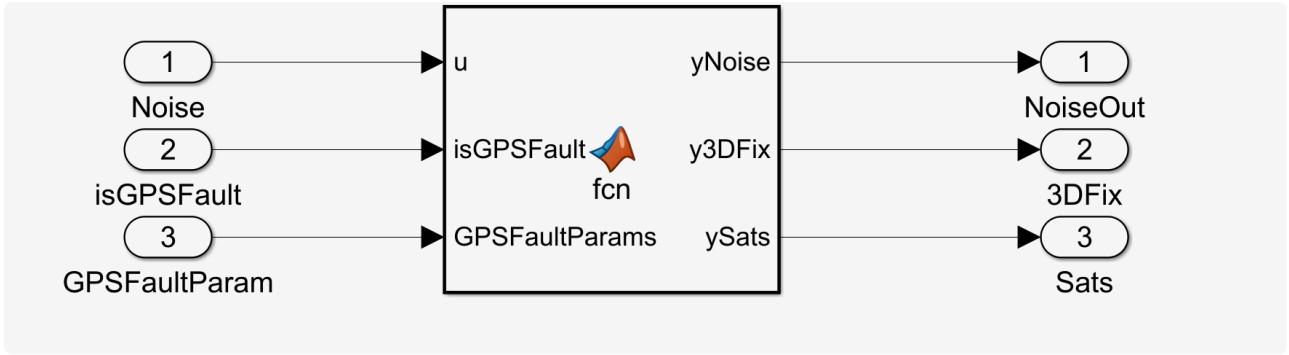 1 u yNoise 1
Noise NoiseOut
2 isGPSFault y3DFix 2
isGPSFault fcn 3DFix
3 GPSFaultParams ySats 3
GPSFaultParam Sats